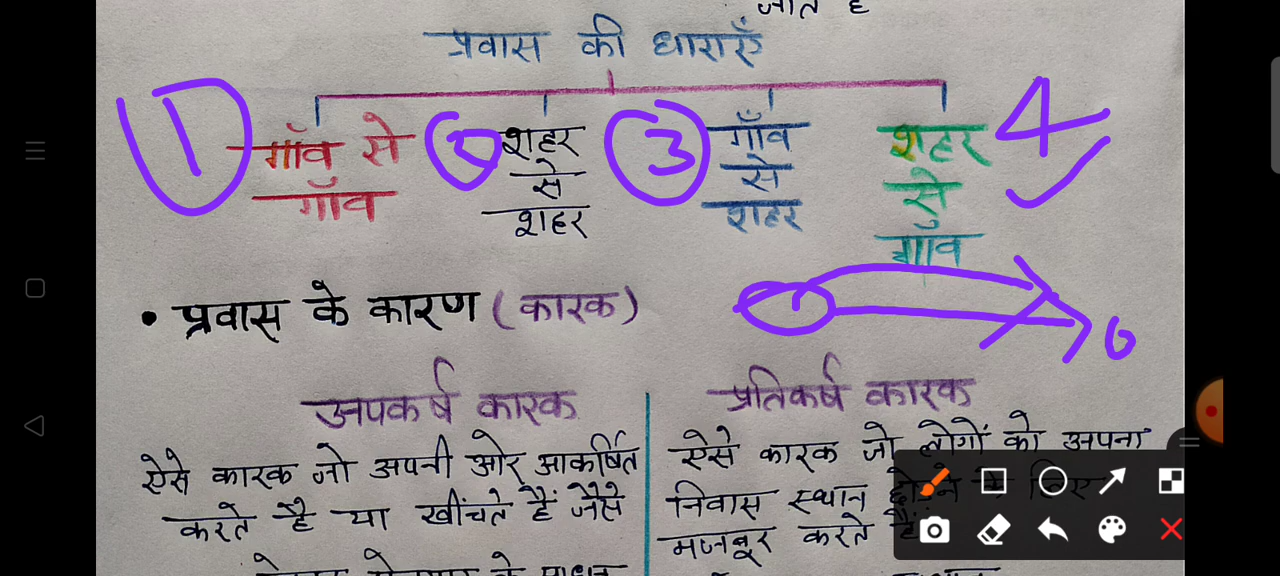 जाते है
प्रवास की धाराएँ
1 गाँव से
गाँव
2 शहर
से
शहर
3 गाँव
से
शहर
शहर 4
से
गाँव
• प्रवास के कारण (कारक)
अपकर्ष कारक
ऐसे कारक जो अपनी ओर आकर्षित
करते है या खींचते हैं जैसे
प्रतिकर्ष कारक
ऐसे कारक जो लोगों को अपना
निवास स्थान छोड़ने के लिए
मजबूर करते हैं